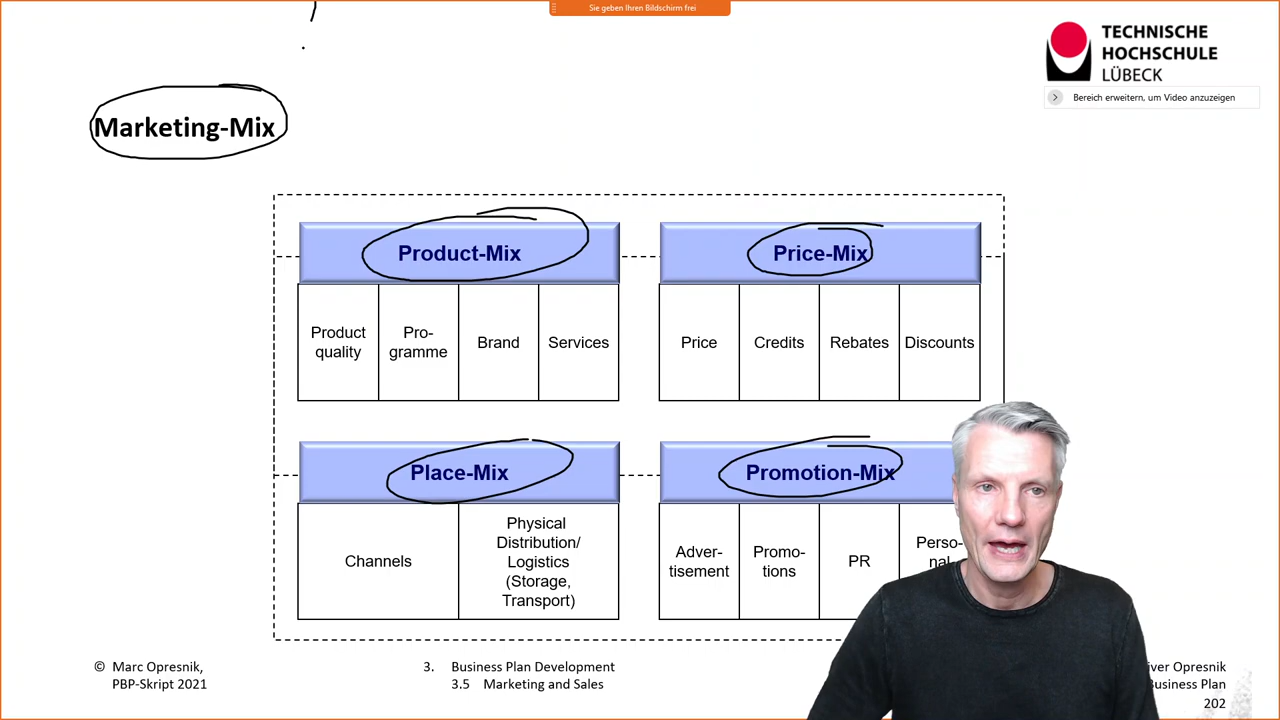 Sie geben Ihren Bildschirm frei
TECHNISCHE
HOCHSCHULE
LÜBECK
Bereich erweitern, um Video anzuzeigen
Marketing-Mix
Product-Mix
Price-Mix
Product
quality
Pro-
gramme
Brand
Services
Price
Credits
Rebates
Discounts
Place-Mix
Promotion-Mix
Channels
Physical
Distribution/
Logistics
(Storage,
Transport)
Adver-
tisement
Promo-
tions
PR
Perso-
nal
© Marc Opresnik,
PBP-Skript 2021
3. Business Plan Development
3.5 Marketing and Sales
Opresnik
Business Plan
202